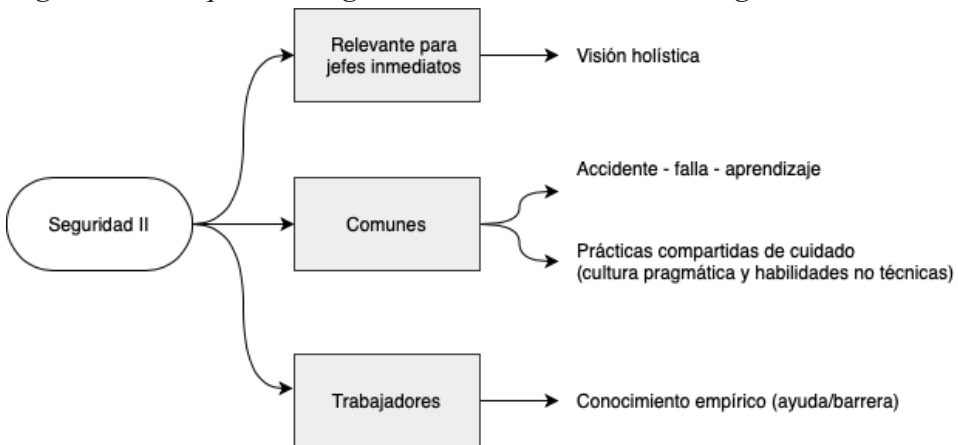 Relevante para
jefes inmediatos
Visión holística
Accidente - falla - aprendizaje
Seguridad II
Comunes
Prácticas compartidas de cuidado
(cultura pragmática y habilidades no técnicas)
Trabajadores
Conocimiento empírico (ayuda/barrera)